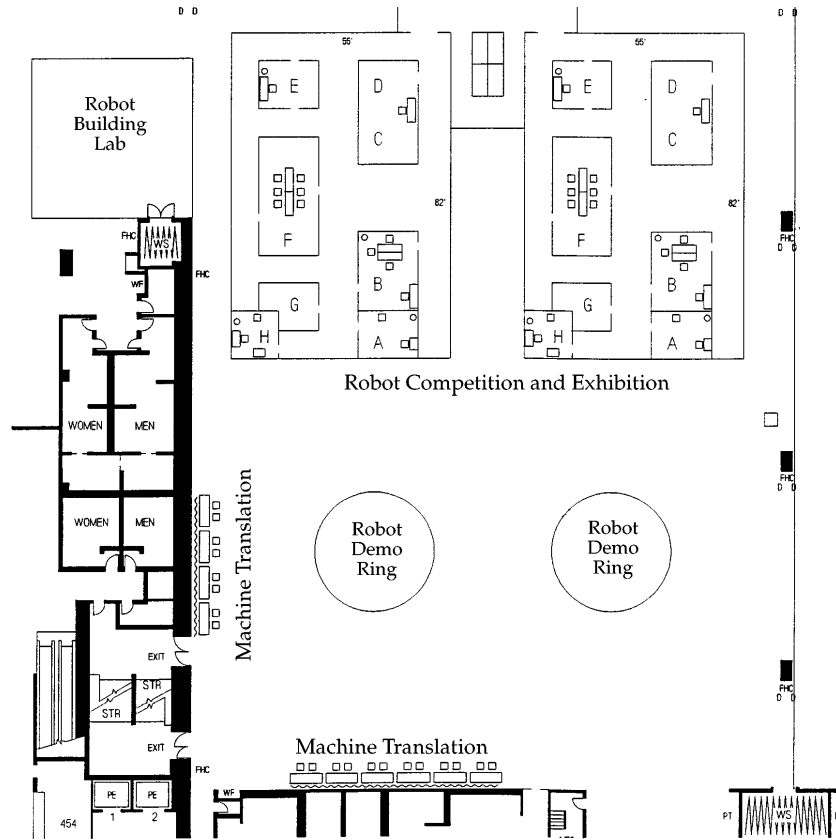 D D
D D
55'
55'
Robot
Building
Lab
E
D
C
E
D
C
82'
82'
F
F
FHC
WS
FHC
FHC
D D
WF
B
B
G
G
H
A
H
A
Robot Competition and Exhibition
WOMEN
MEN
FHC
D D
Machine Translation
WOMEN
MEN
Robot
Demo
Ring
Robot
Demo
Ring
EXIT
STR
STR
FHC
D D
EXIT
Machine Translation
FHC
PE
PE
WF
1
2
454
PT
WS